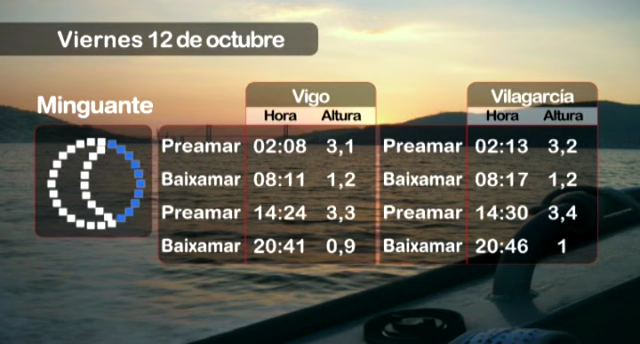 Viernes 12 de octubre
Minguante
Vigo Vilagarcía
Hora Altura Hora Altura
Preamar 02:08 3,1 Preamar 02:13 3,2
Baixamar 08:11 1,2 Baixamar 08:17 1,2
Preamar 14:24 3,3 Preamar 14:30 3,4
Baixamar 20:41 0,9 Baixamar 20:46 1